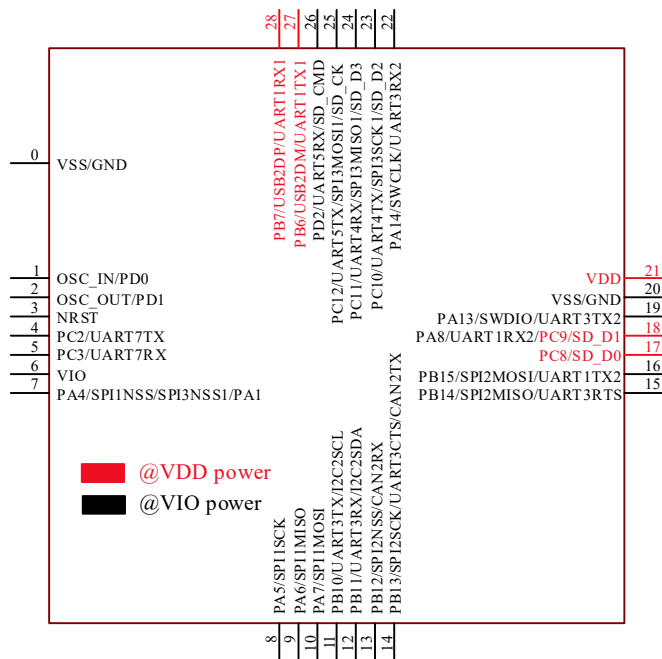 28
27
26
25
24
23
22
PB7/USB2DP/UART1RX1
PB6/USB2DM/UART1TX1
PD2/UART5RX/SD_CMD
PC12/UART5TX/SPI3MOSI1/SD_CK
PC11/UART4RX/SPI3MISO1/SD_D3
PC10/UART4TX/SPI3SCK1/SD_D2
PA14/SWCLK/UART3RX2
0 VSS/GND
1 OSC_IN/PD0
2 OSC_OUT/PD1
3 NRST
4 PC2/UART7TX
5 PC3/UART7RX
6 VIO
7 PA4/SPI1NSS/SPI3NSS1/PA1
VDD 21
VSS/GND 20
PA13/SWDIO/UART3TX2 19
PA8/UART1RX2/PC9/SD_D1 18
PC8/SD_D0 17
PB15/SPI2MOSI/UART1TX2 16
PB14/SPI2MISO/UART3RTS 15
@VDD power
@VIO power
PA5/SPI1SCK
PA6/SPI1MISO
PA7/SPI1MOSI
PB10/UART3TX/I2C2SCL
PB11/UART3RX/I2C2SDA
PB12/SPI2NSS/CAN2RX
PB13/SPI2SCK/UART3CTS/CAN2TX
8
9
10
11
12
13
14